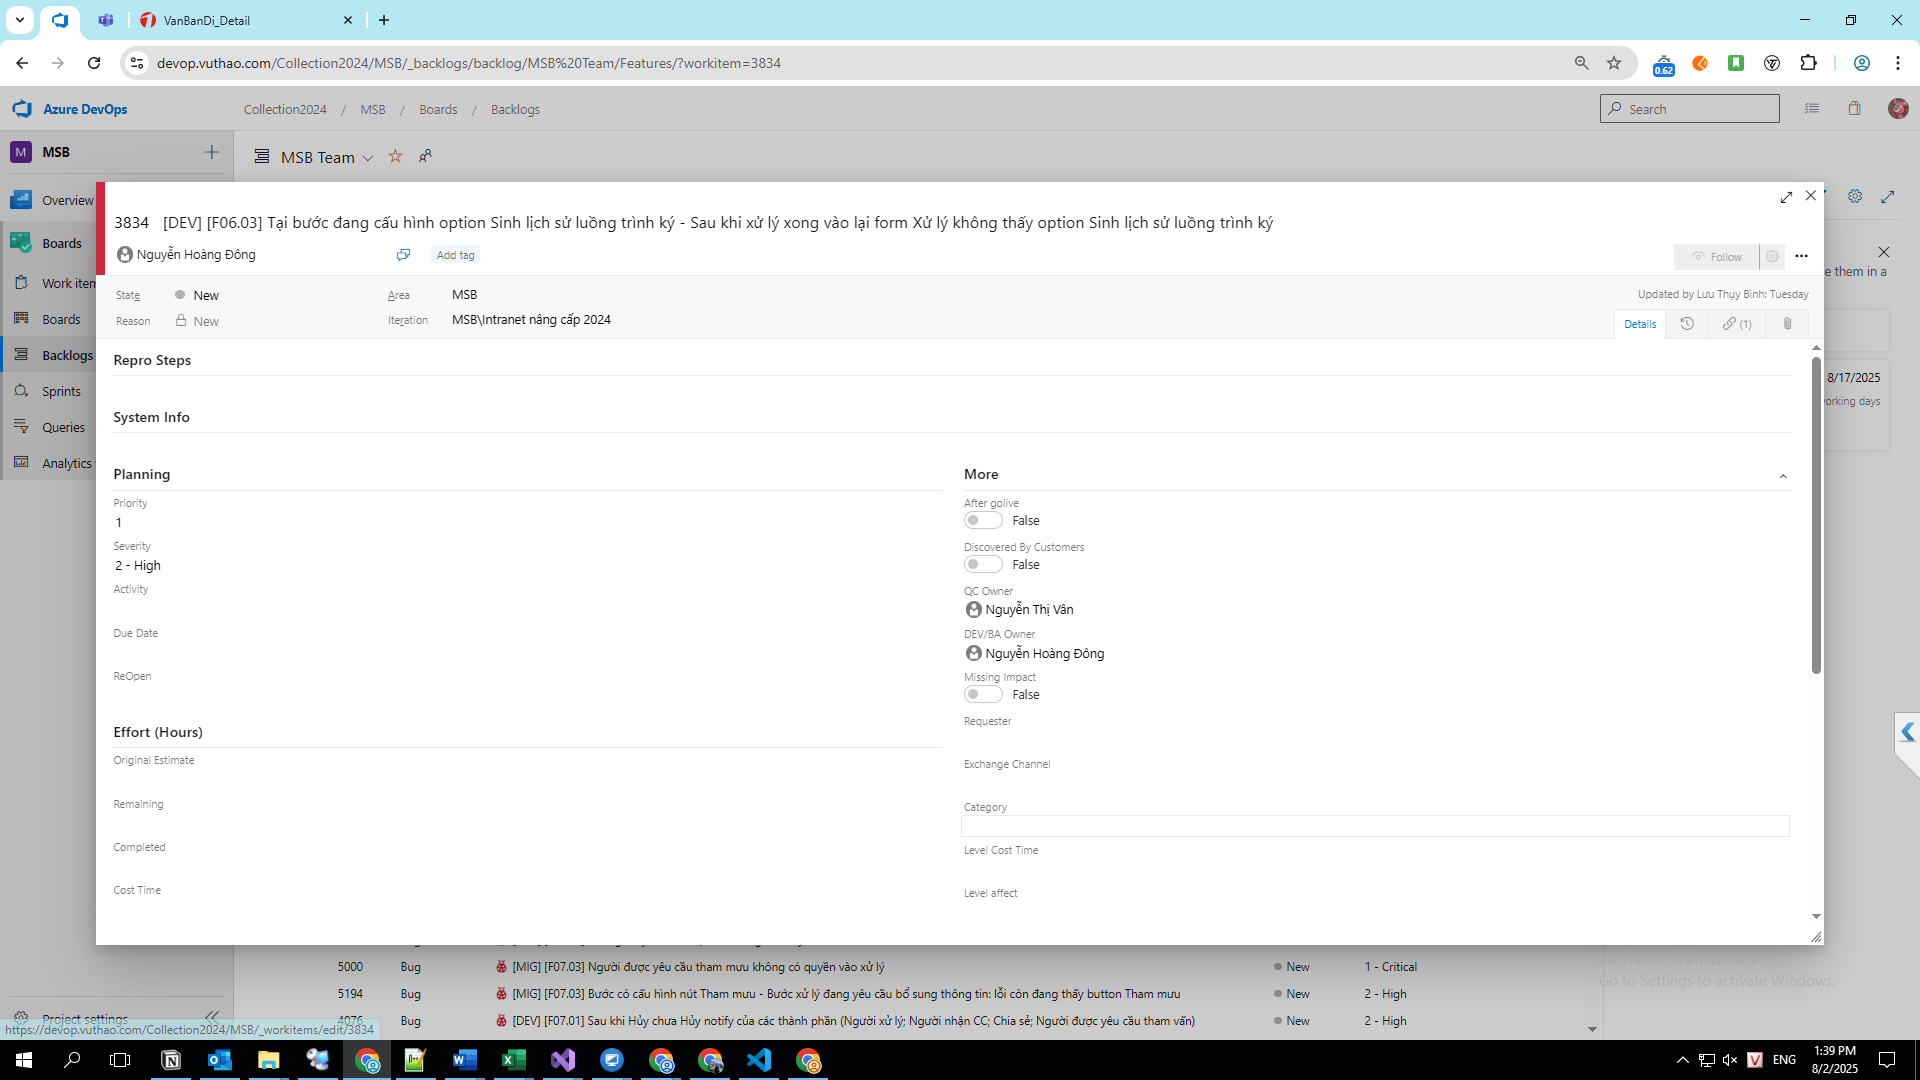 VanBanDi_Detail
devop.vuthao.com/Collection2024/MSB/_backlogs/backlog/MSB%20Team/Features/?workitem=3834
0.62
Azure DevOps
Collection2024 / MSB / Boards / Backlogs
Search
M MSB
MSB Team
Overview
Boards
Work item
Boards
Backlogs
Sprints
Queries
Analytics
Project settings
3834 [DEV] [F06.03] Tại bước đang cấu hình option Sinh lịch sử luồng trình ký - Sau khi xử lý xong vào lại form Xử lý không thấy option Sinh lịch sử luồng trình ký
Nguyễn Hoàng Đông
Add tag
Follow
State New
Area MSB
Updated by Lưu Thụy Bình: Tuesday
Reason New
Iteration MSB\Intranet nâng cấp 2024
Details
(1)
e them in a
8/17/2025
orking days
Repro Steps
System Info
Planning
Priority
1
Severity
2 - High
Activity
Due Date
ReOpen
Effort (Hours)
Original Estimate
Remaining
Completed
Cost Time
More
After golive
False
Discovered By Customers
False
QC Owner
Nguyễn Thị Vân
DEV/BA Owner
Nguyễn Hoàng Đông
Missing Impact
False
Requester
Exchange Channel
Category
Level Cost Time
Level affect
5000 Bug [MIG] [F07.03] Người được yêu cầu tham mưu không có quyền vào xử lý New 1 - Critical
5194 Bug [MIG] [F07.03] Bước có cấu hình nút Tham mưu - Bước xử lý đang yêu cầu bổ sung thông tin: lỗi còn đang thấy button Tham mưu New 2 - High
4076 Bug [DEV] [F07.01] Sau khi Hủy chưa Hủy notify của các thành phần (Người xử lý; Người nhận CC; Chia sẻ; Người được yêu cầu tham vấn) New 2 - High
Activate Windows
Go to Settings to activate Windows.
https://devop.vuthao.com/Collection2024/MSB/_workitems/edit/3834
ENG
1:39 PM
8/2/2025